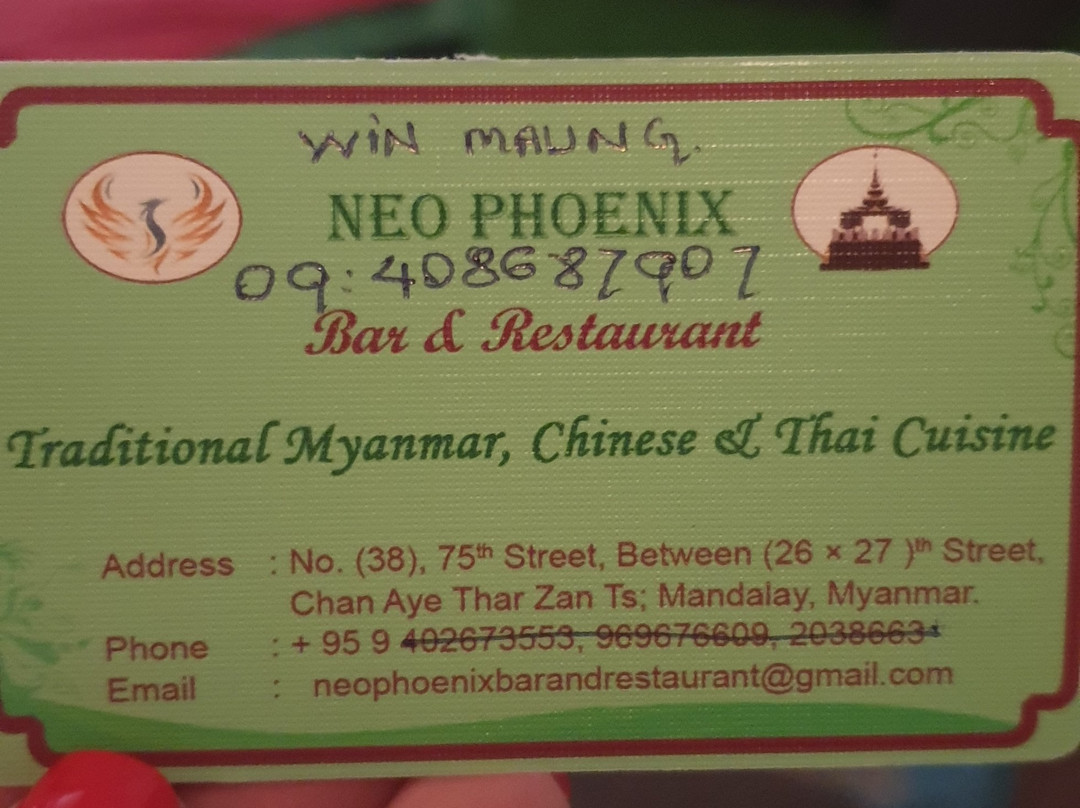 WIN MAUNG.
NEO PHOENIX
09:408687907
Bar & Restaurant
Traditional Myanmar, Chinese & Thai Cuisine
Address : No. (38), 75th Street, Between (26 × 27 )th Street,
Chan Aye Thar Zan Ts; Mandalay, Myanmar.
Phone : + 95 9 402673553, 969676609, 2038663
Email : neophoenixbarandrestaurant@gmail.com